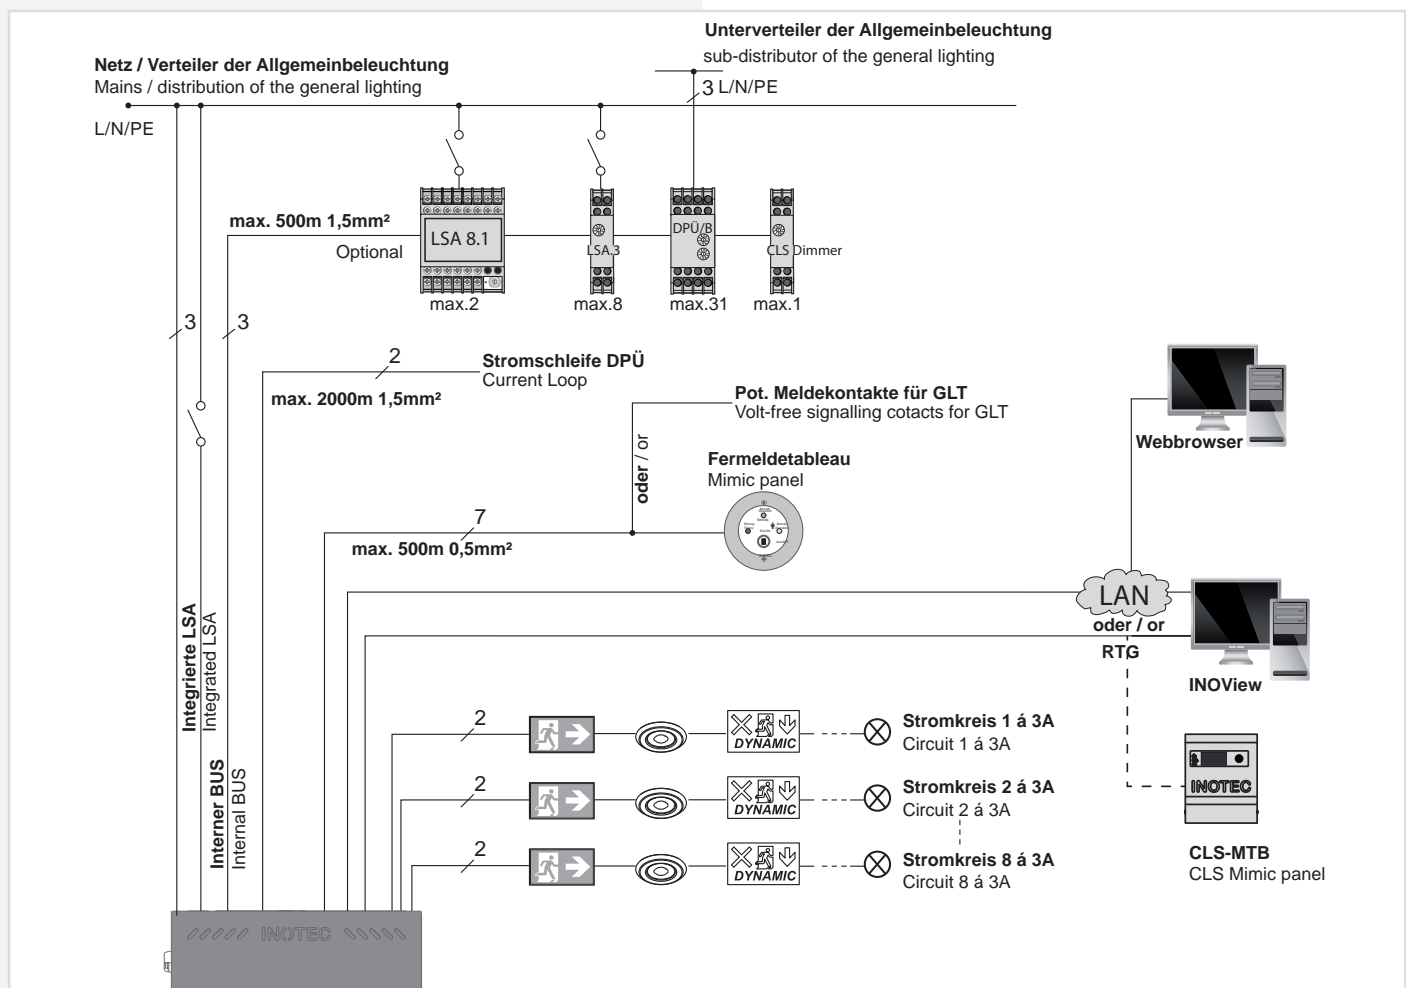 Unterverteiler der Allgemeinbeleuchtung
sub-distributor of the general lighting
Netz / Verteiler der Allgemeinbeleuchtung
Mains / distribution of the general lighting
3 L/N/PE
L/N/PE
max. 500m 1,5mm²
Optional
LSA 8.1
LSA.3
DPÜ/B
CLS Dimmer
max.2
max.8
max.31
max.1
3
3
2
Stromschleife DPÜ
Current Loop
max. 2000m 1,5mm²
Pot. Meldekontakte für GLT
Volt-free signalling cotacts for GLT
oder / or
Fermeldetableau
Mimic panel
7
max. 500m 0,5mm²
Webbrowser
LAN
oder / or
RTG
INOView
Integrierte LSA
Integrated LSA
Interner BUS
Internal BUS
2
DYNAMIC
Stromkreis 1 á 3A
Circuit 1 á 3A
2
DYNAMIC
Stromkreis 2 á 3A
Circuit 2 á 3A
2
DYNAMIC
Stromkreis 8 á 3A
Circuit 8 á 3A
INOTEC
CLS-MTB
CLS Mimic panel
INOTEC